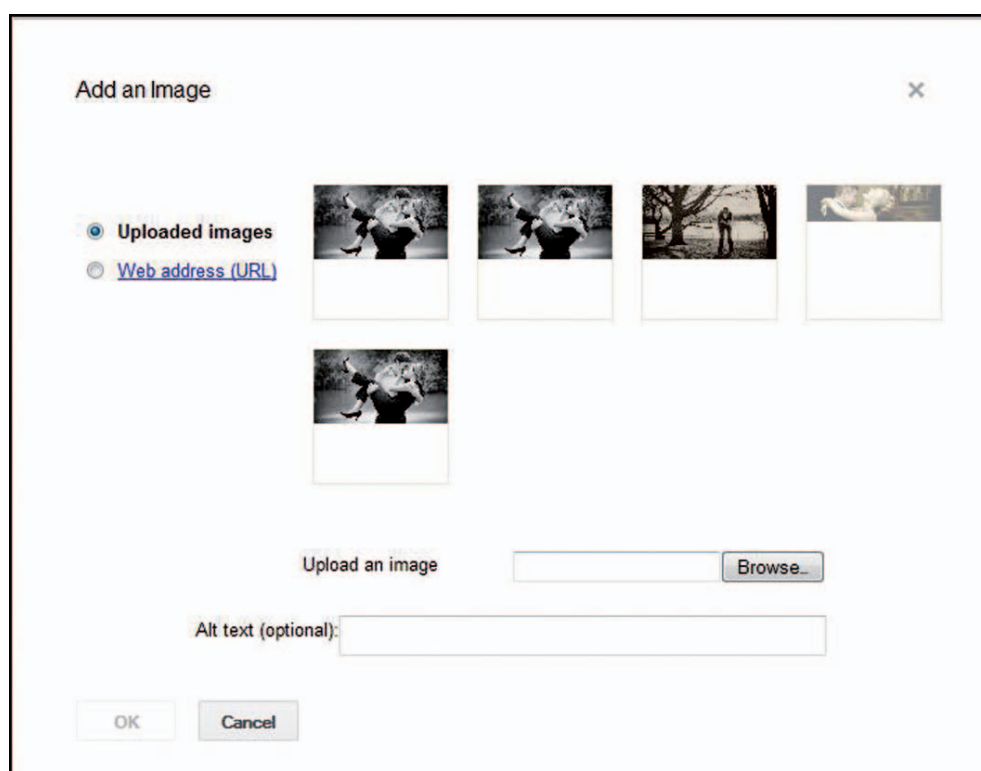 Add an Image
×
Uploaded images
Web address (URL)
Upload an image
Browse...
Alt text (optional):
OK
Cancel